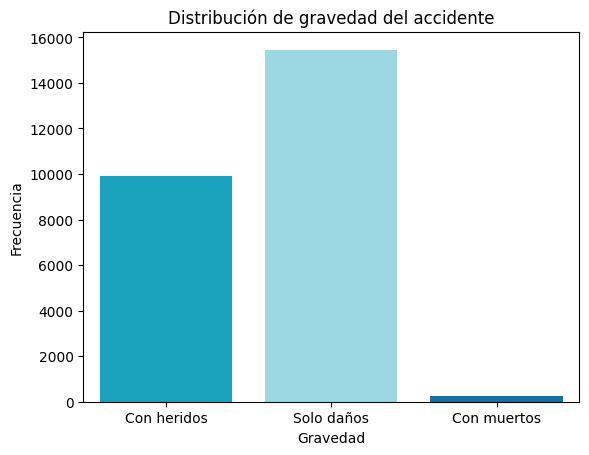 Distribución de gravedad del accidente
16000
14000
12000
10000
8000
6000
4000
2000
0
Frecuencia
Con heridos
Solo daños
Con muertos
Gravedad